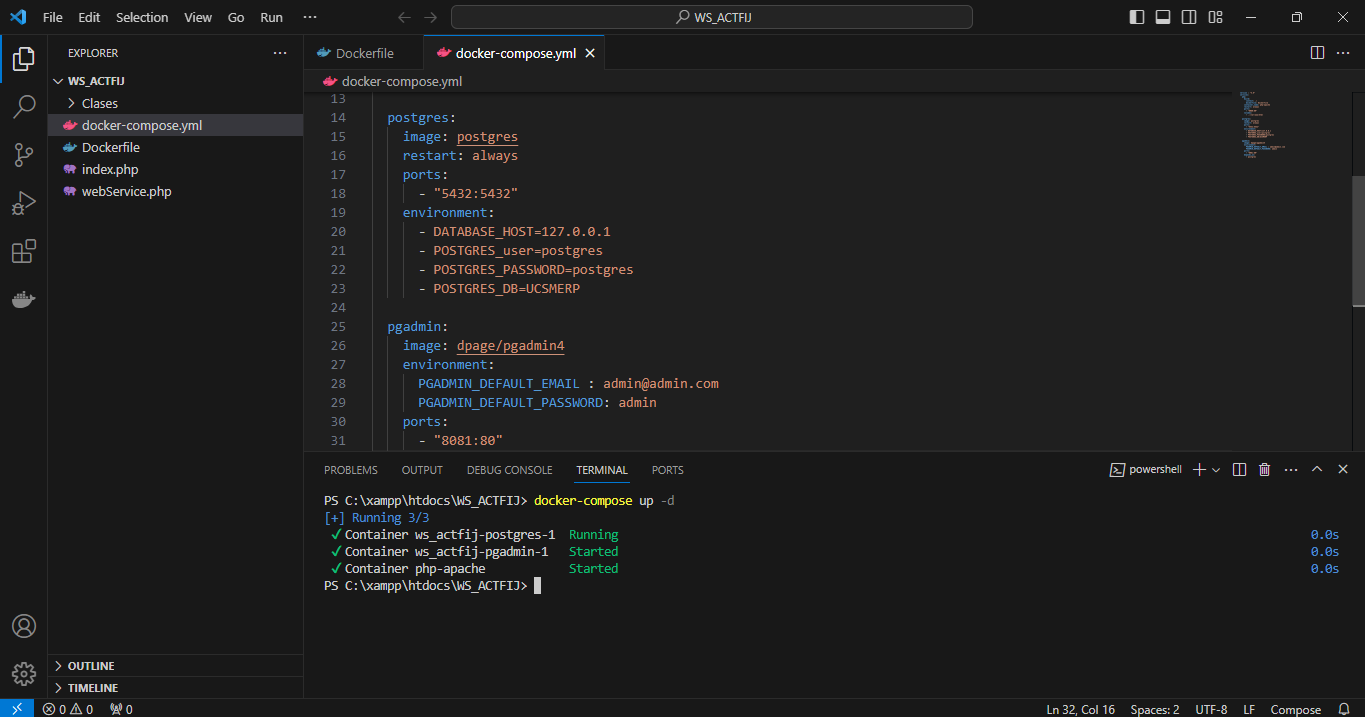 File Edit Selection View Go Run ···
WS_ACTFIJ
EXPLORER ···
WS_ACTFIJ
Clases
docker-compose.yml
Dockerfile
index.php
webService.php
OUTLINE
TIMELINE
Dockerfile docker-compose.yml
docker-compose.yml
13
14 postgres:
15 image: postgres
16 restart: always
17 ports:
18 - "5432:5432"
19 environment:
20 - DATABASE_HOST=127.0.0.1
21 - POSTGRES_user=postgres
22 - POSTGRES_PASSWORD=postgres
23 - POSTGRES_DB=UCSMERP
24
25 pgadmin:
26 image: dpage/pgadmin4
27 environment:
28 PGADMIN_DEFAULT_EMAIL : admin@admin.com
29 PGADMIN_DEFAULT_PASSWORD: admin
30 ports:
31 - "8081:80"
PROBLEMS OUTPUT DEBUG CONSOLE TERMINAL PORTS powershell
PS C:\xampp\htdocs\WS_ACTFIJ> docker-compose up -d
[+] Running 3/3
✓Container ws_actfij-postgres-1 Running 0.0s
✓Container ws_actfij-pgadmin-1 Started 0.0s
✓Container php-apache Started 0.0s
PS C:\xampp\htdocs\WS_ACTFIJ>
0 0 0 Ln 32, Col 16 Spaces: 2 UTF-8 LF Compose